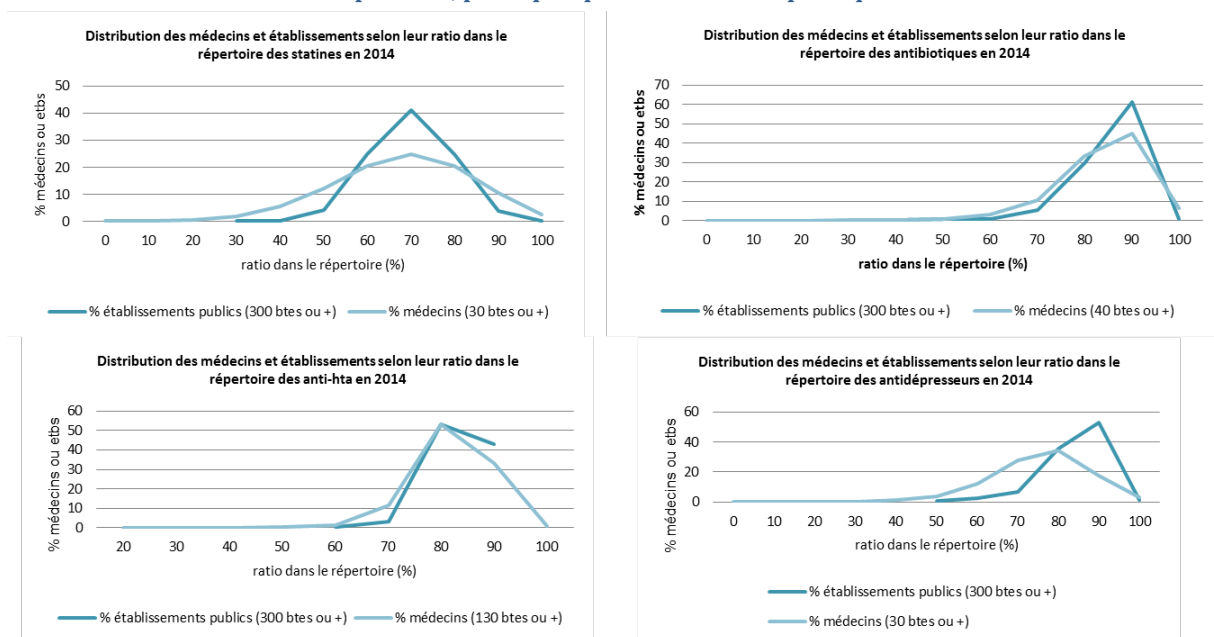 Distribution des médecins et établissements selon leur ratio dans le
répertoire des statines en 2014
% médecins ou etbs
50
40
30
20
10
0
0 10 20 30 40 50 60 70 80 90 100
ratio dans le répertoire (%)
% établissements publics (300 btes ou +) % médecins (30 btes ou +)
Distribution des médecins et établissements selon leur ratio dans le
répertoire des antibiotiques en 2014
% médecins ou etbs
70
60
50
40
30
20
10
0
0 10 20 30 40 50 60 70 80 90 100
ratio dans le répertoire (%)
% établissements publics (300 btes ou +) % médecins (40 btes ou +)
Distribution des médecins et établissements selon leur ratio dans le
répertoire des anti-hta en 2014
% médecins ou etbs
60
50
40
30
20
10
0
20 30 40 50 60 70 80 90 100
ratio dans le répertoire (%)
% établissements publics (300 btes ou +) % médecins (130 btes ou +)
Distribution des médecins et établissements selon leur ratio dans le
répertoire des antidépresseurs en 2014
% médecins ou etbs
60
40
20
0
0 10 20 30 40 50 60 70 80 90 100
ratio dans le répertoire (%)
% établissements publics (300 btes ou +)
% médecins (30 btes ou +)